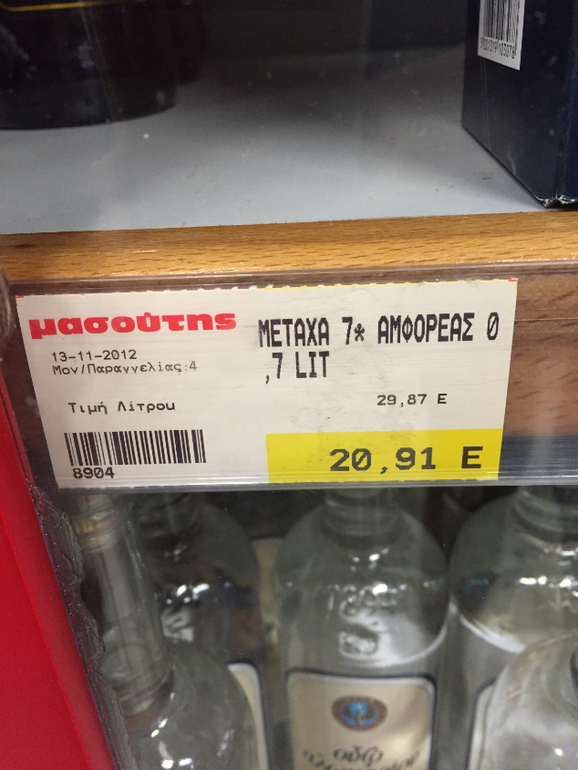 μασούτης
ΜΕΤΑΧΑ 7* ΑΜΦΟΡΕΑΣ 0
,7 LIT
13-11-2012
Μον/Παραγγελίας:4
Τιμή Λίτρου
29,87 E
8904
20,91 E